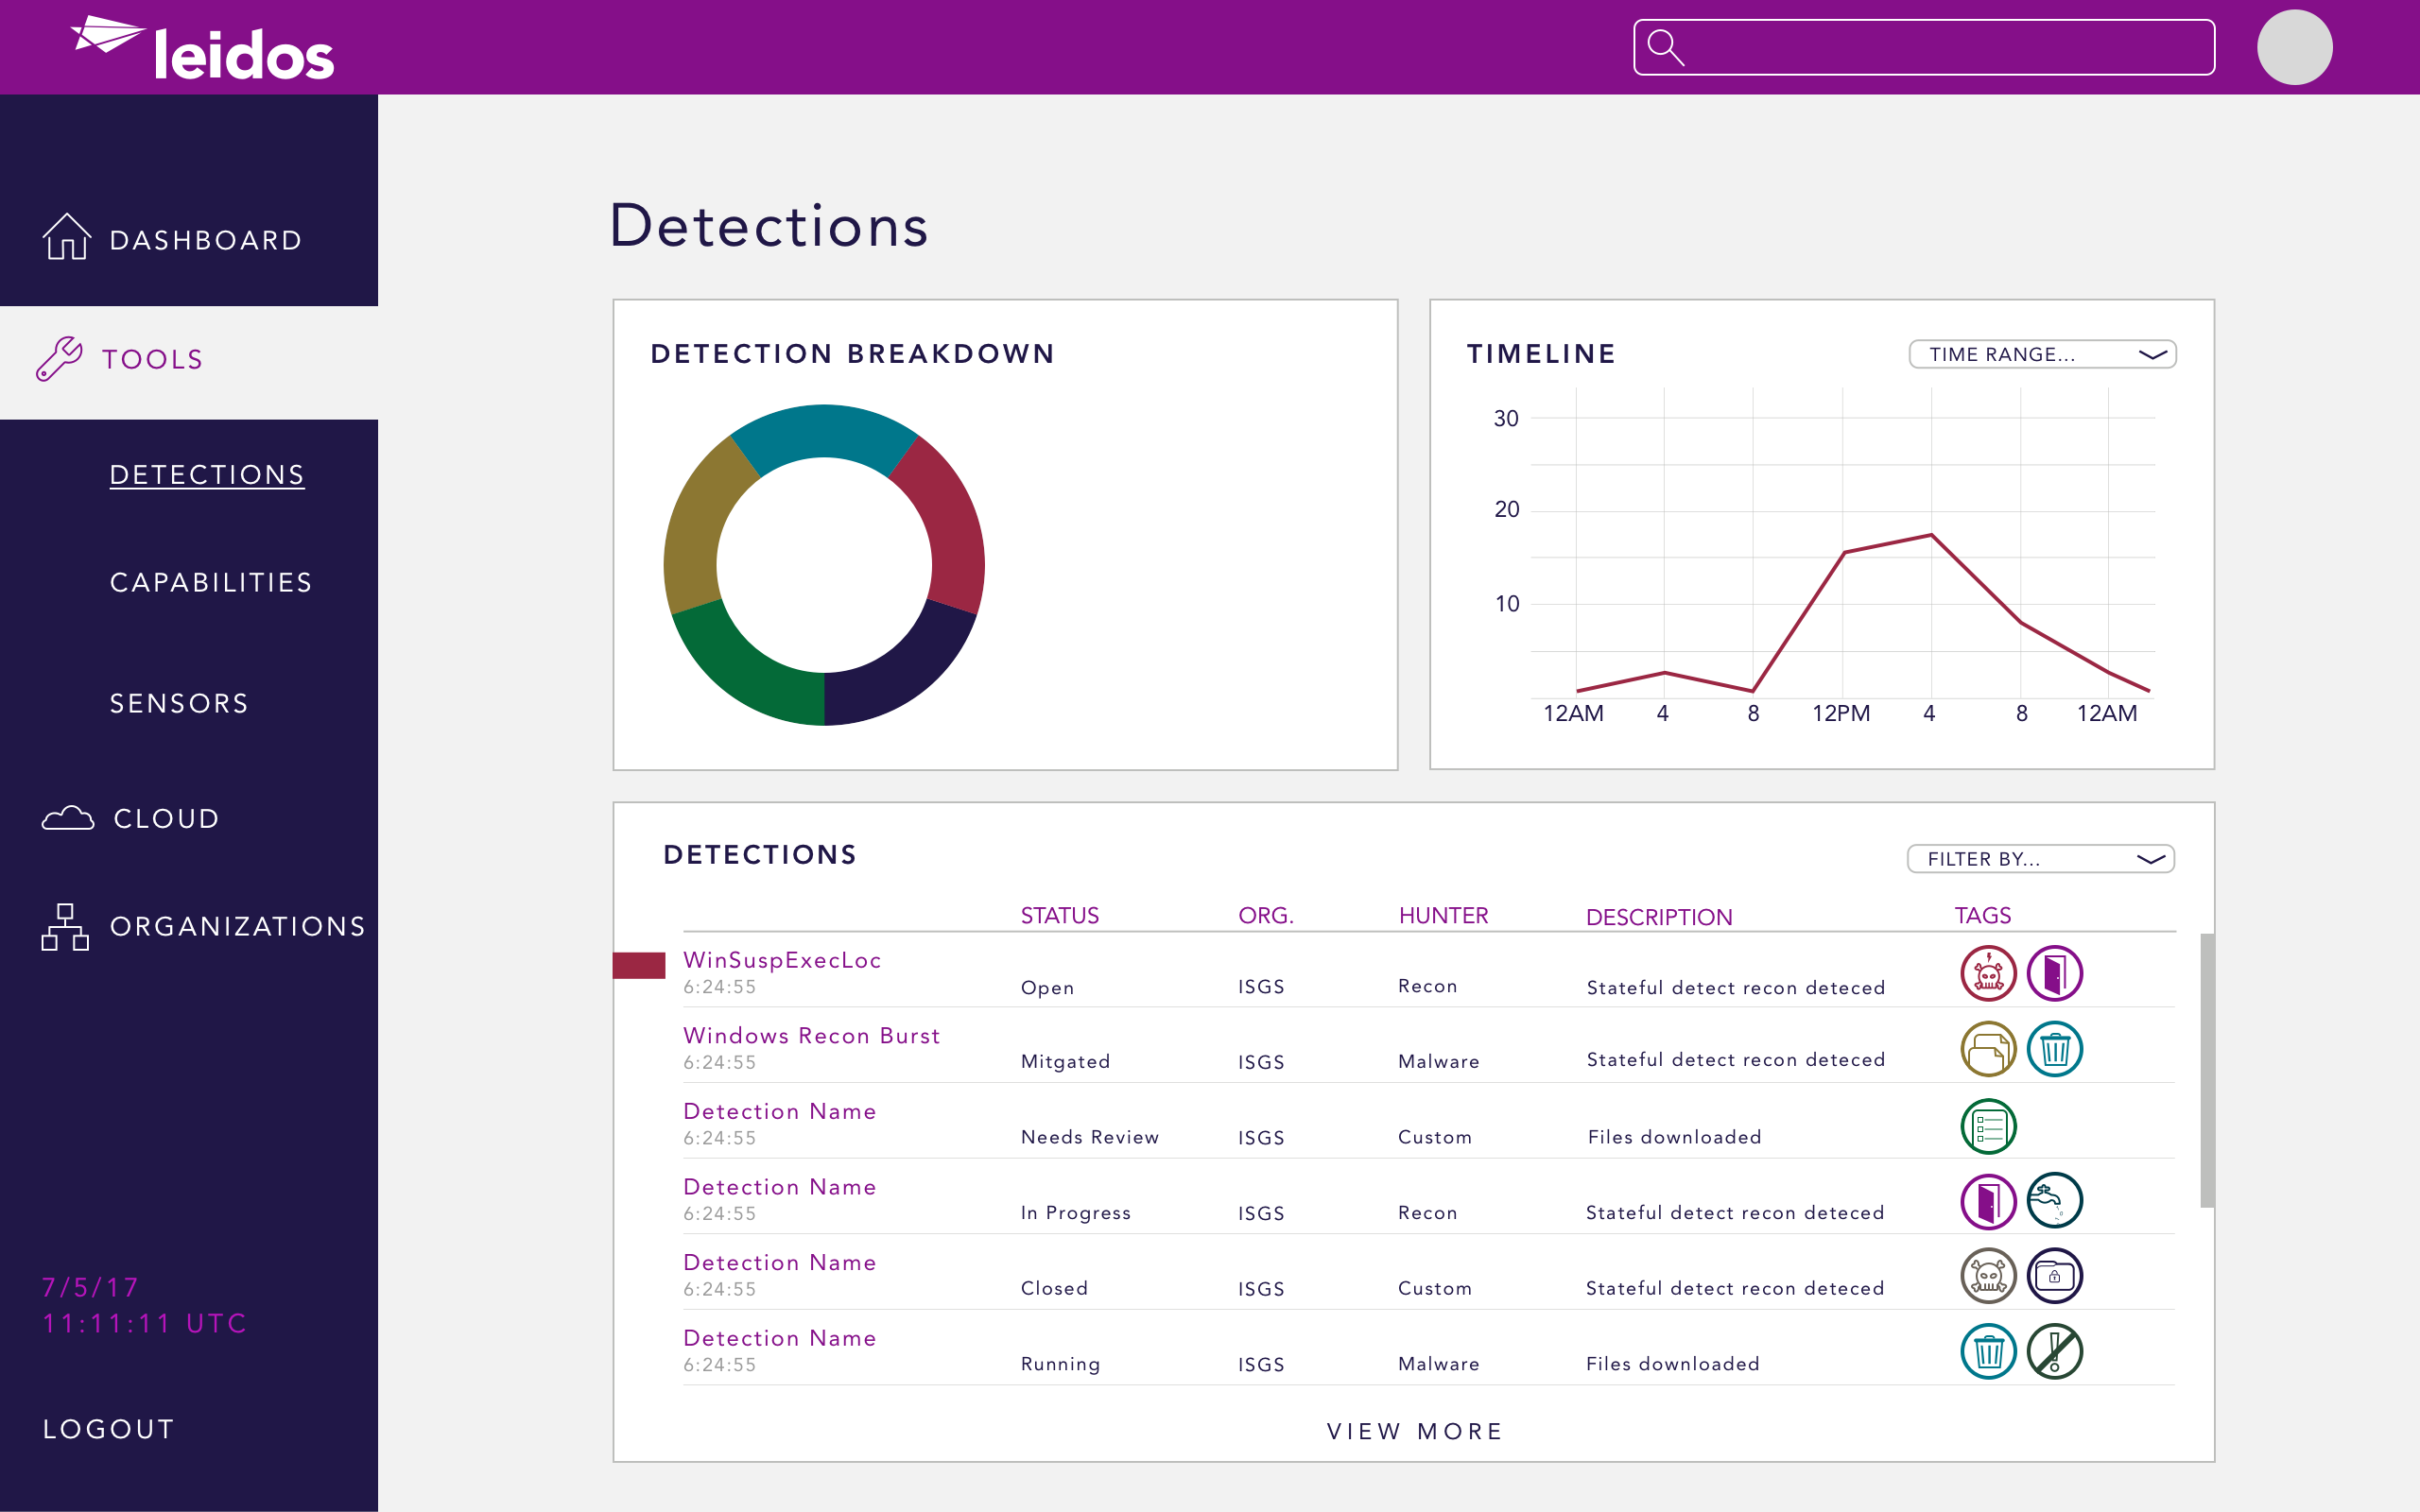 leidos
DASHBOARD
TOOLS
DETECTIONS
CAPABILITIES
SENSORS
CLOUD
ORGANIZATIONS
7/5/17
11:11:11 UTC
LOGOUT
Detections
DETECTION BREAKDOWN
TIMELINE
TIME RANGE...
30
20
10
12AM 4 8 12PM 4 8 12AM
DETECTIONS
FILTER BY...
STATUS ORG. HUNTER DESCRIPTION TAGS
WinSuspExecLoc
6:24:55 Open ISGS Recon Stateful detect recon deteced
Windows Recon Burst
6:24:55 Mitgated ISGS Malware Stateful detect recon deteced
Detection Name
6:24:55 Needs Review ISGS Custom Files downloaded
Detection Name
6:24:55 In Progress ISGS Recon Stateful detect recon deteced
Detection Name
6:24:55 Closed ISGS Custom Stateful detect recon deteced
Detection Name
6:24:55 Running ISGS Malware Files downloaded
VIEW MORE